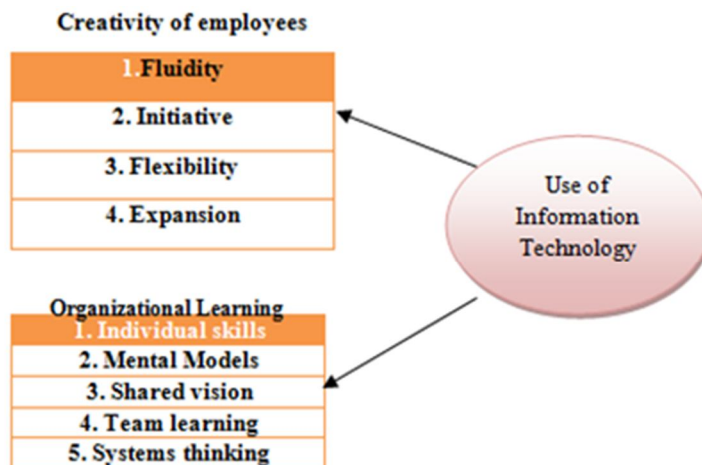 Creativity of employees
1.Fluidity
2. Initiative
3. Flexibility
4. Expansion
Use of
Information
Technology
Organizational Learning
1. Individual skills
2. Mental Models
3. Shared vision
4. Team learning
5. Systems thinking